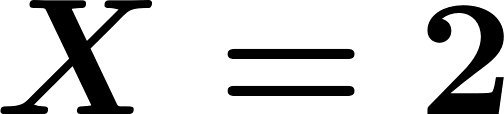 X = 2